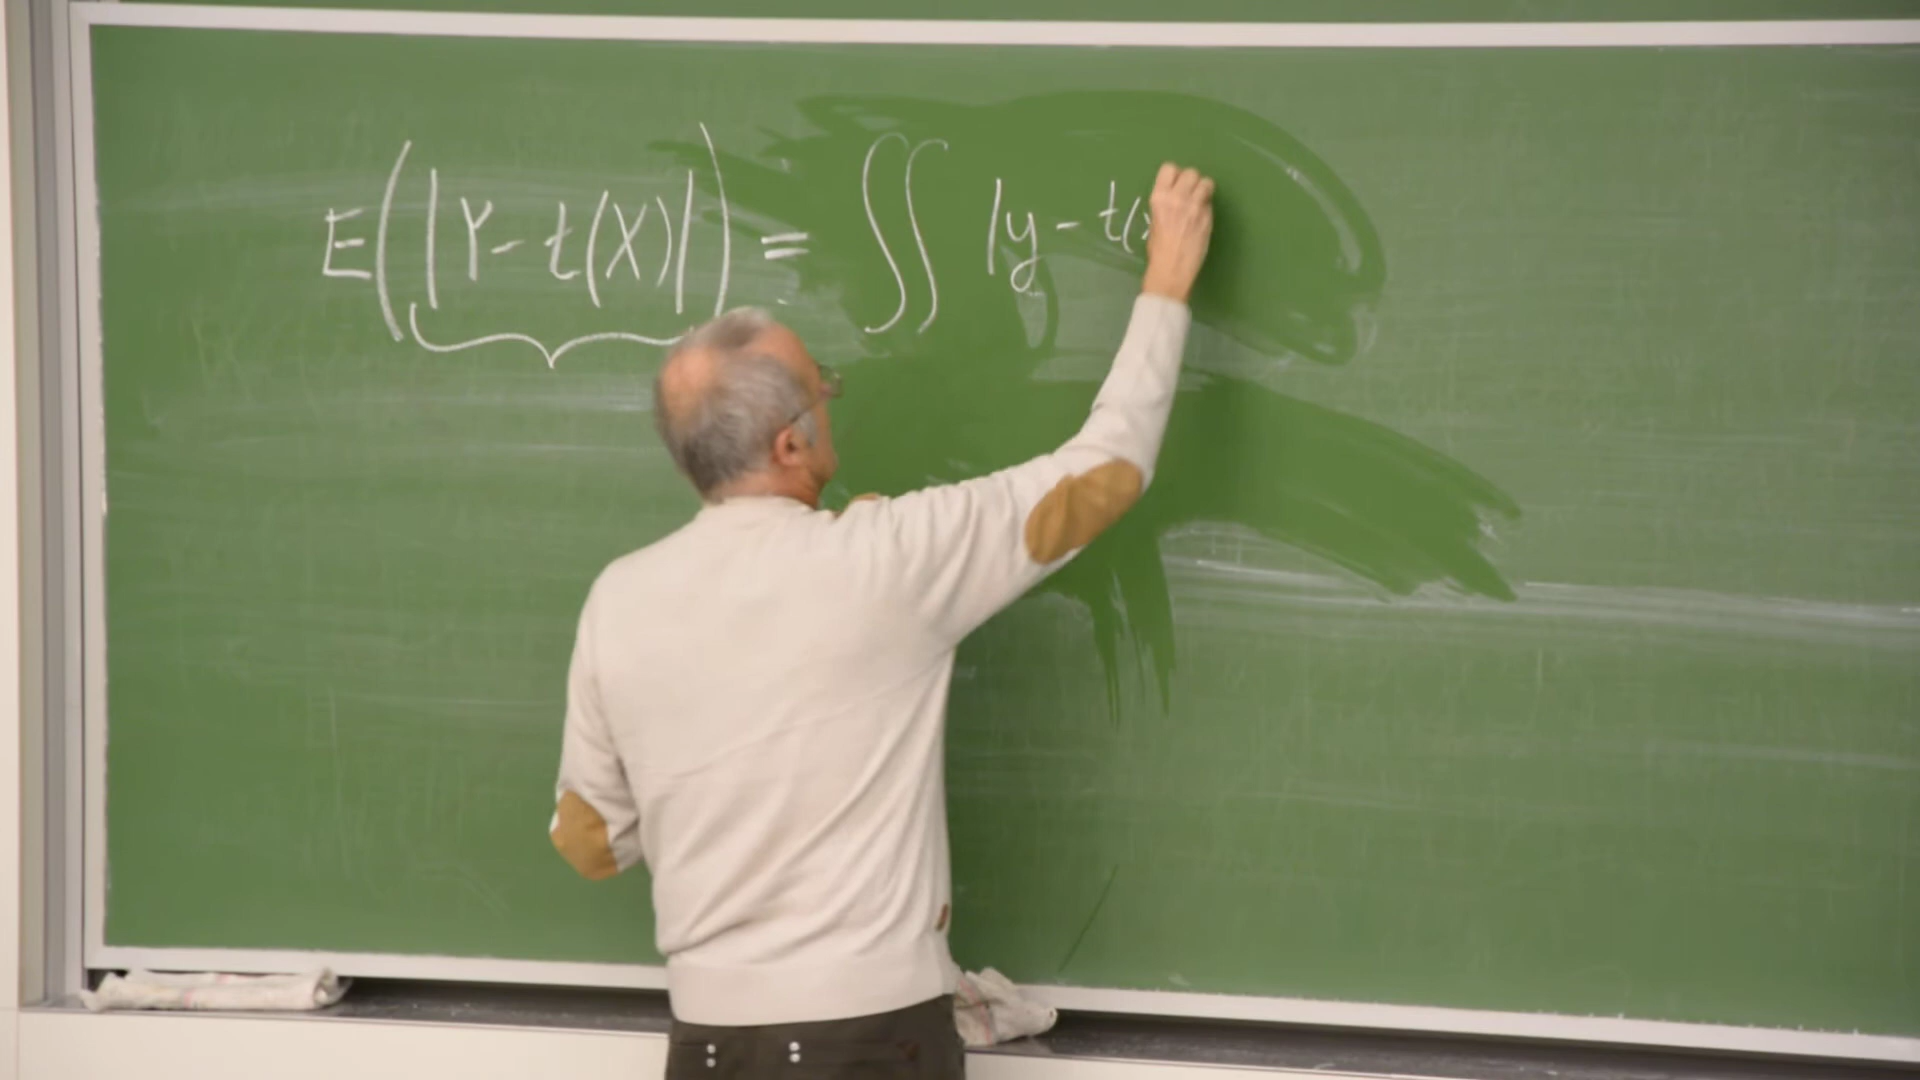 E(|Y - t(X)|) = ∫∫ |y - t(x